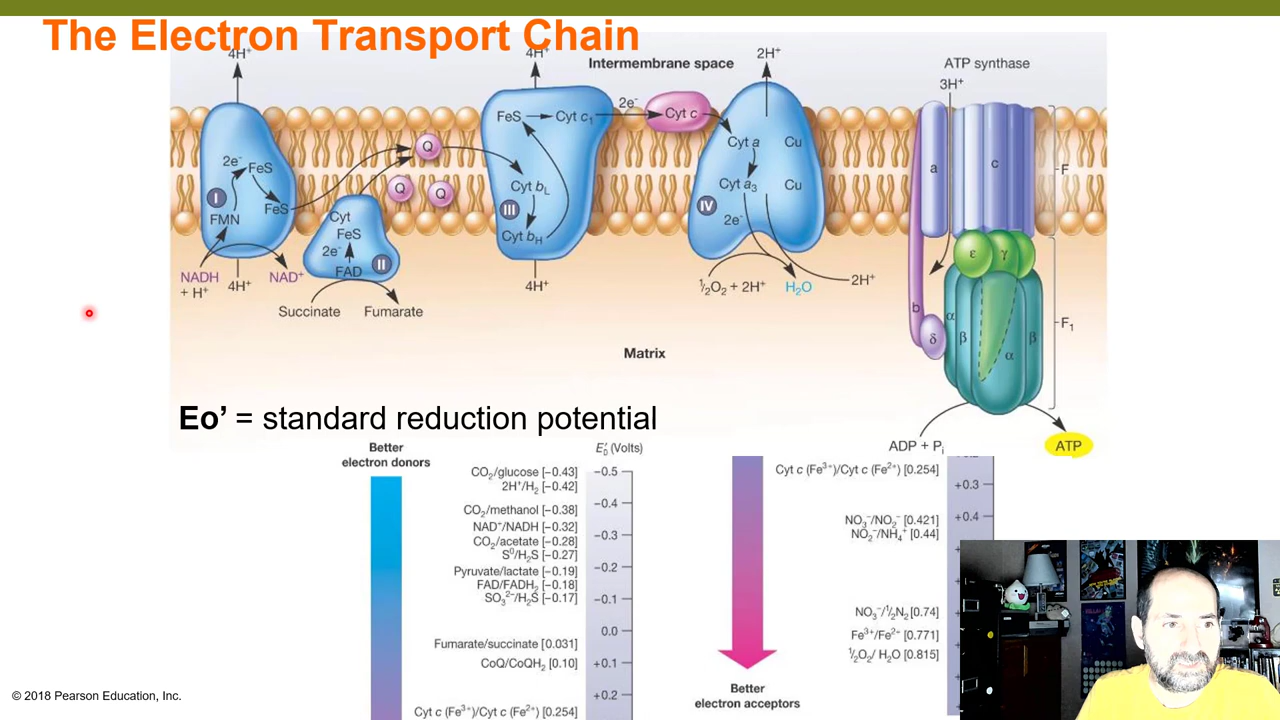 The Electron Transport Chain
4H⁺
4H⁺
Intermembrane space
2H⁺
ATP synthase
3H⁺
2e⁻
FeS
Cyt c₁
Cyt c
Q
Cyt a
Cu
2e⁻
FeS
a
c
F
I
FeS
Q
Q
Cyt b_L
Cyt a₃
Cu
III
IV
FMN
Cyt
2e⁻
FeS
Cyt b_H
2e⁻
II
FAD
ε
γ
NADH
+ H⁺
4H⁺
NAD⁺
4H⁺
½O₂ + 2H⁺
H₂O
2H⁺
Succinate
Fumarate
b
δ
α
β
β
α
F₁
Matrix
Eo’ = standard reduction potential
ADP + Pᵢ
ATP
Better
electron donors
E₀′ (Volts)
CO₂/glucose [−0.43]
2H⁺/H₂ [−0.42]
CO₂/methanol [−0.38]
NAD⁺/NADH [−0.32]
CO₂/acetate [−0.28]
S⁰/H₂S [−0.27]
Pyruvate/lactate [−0.19]
FAD/FADH₂ [−0.18]
SO₃²⁻/H₂S [−0.17]
Fumarate/succinate [0.031]
CoQ/CoQH₂ [0.10]
Cyt c (Fe³⁺)/Cyt c (Fe²⁺) [0.254]
−0.5
−0.4
−0.3
−0.2
−0.1
0.0
+0.1
+0.2
Cyt c (Fe³⁺)/Cyt c (Fe²⁺) [0.254]
+0.3
+0.4
NO₃⁻/NO₂⁻ [0.421]
NO₂⁻/NH₄⁺ [0.44]
NO₃⁻/½N₂ [0.74]
Fe³⁺/Fe²⁺ [0.771]
½O₂/ H₂O [0.815]
Better
electron acceptors
© 2018 Pearson Education, Inc.